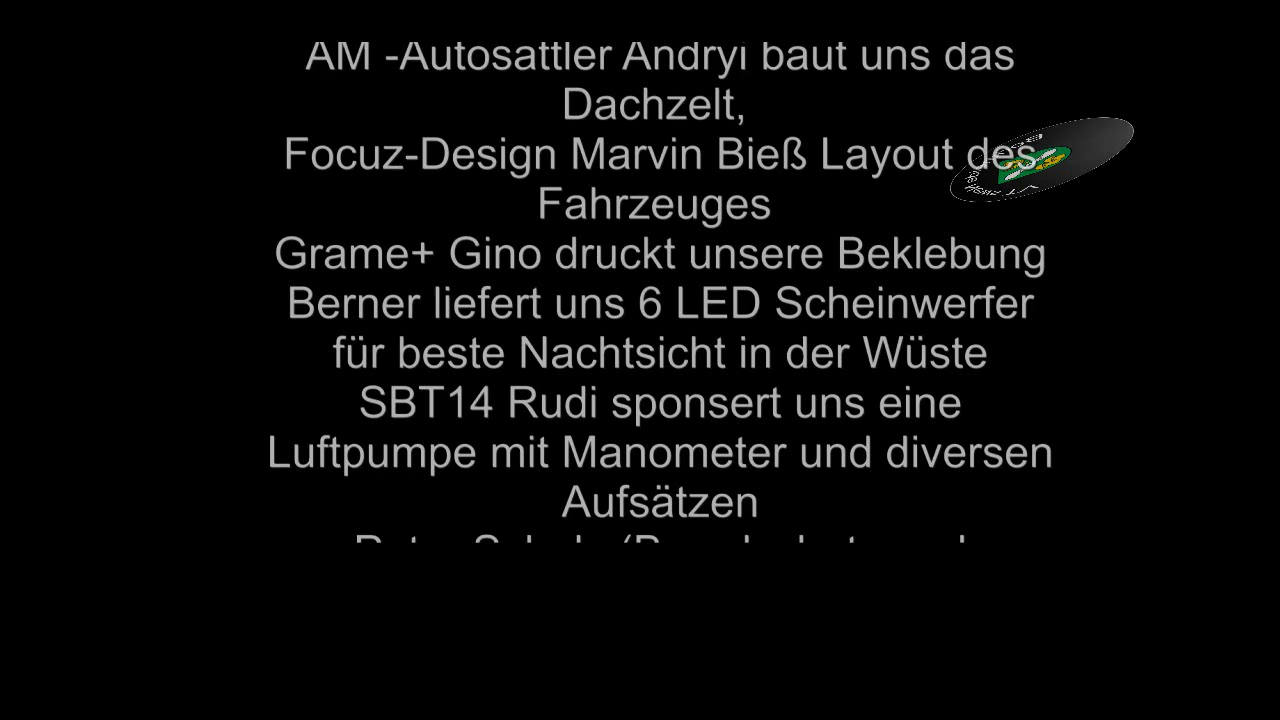 AM -Autosattler Andryi baut uns das
Dachzelt,
Focuz-Design Marvin Bieß Layout des
Fahrzeuges
Grame+ Gino druckt unsere Beklebung
Berner liefert uns 6 LED Scheinwerfer
für beste Nachtsicht in der Wüste
SBT14 Rudi sponsert uns eine
Luftpumpe mit Manometer und diversen
Aufsätzen